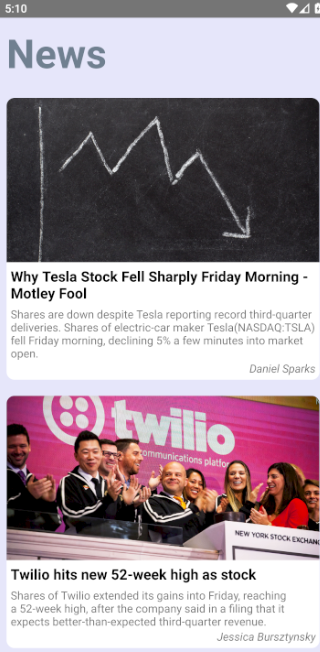 5:10
News
Why Tesla Stock Fell Sharply Friday Morning -
Motley Fool
Shares are down despite Tesla reporting record third-quarter
deliveries. Shares of electric-car maker Tesla(NASDAQ:TSLA)
fell Friday morning, declining 5% a few minutes into market
open.
Daniel Sparks
twilio
communications platfo
NEW YORK STOCK EXCHANG
Twilio hits new 52-week high as stock
Shares of Twilio extended its gains into Friday, reaching
a 52-week high, after the company said in a filing that it
expects better-than-expected third-quarter revenue.
Jessica Bursztynsky